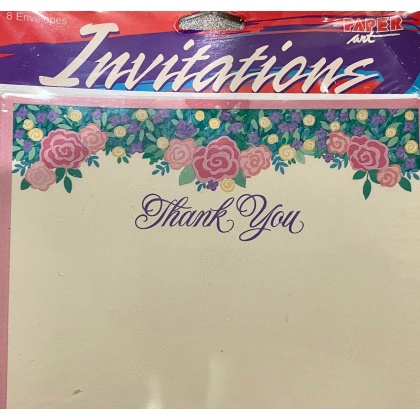 8 Envelopes
PAPER
art
Invitations
Thank You